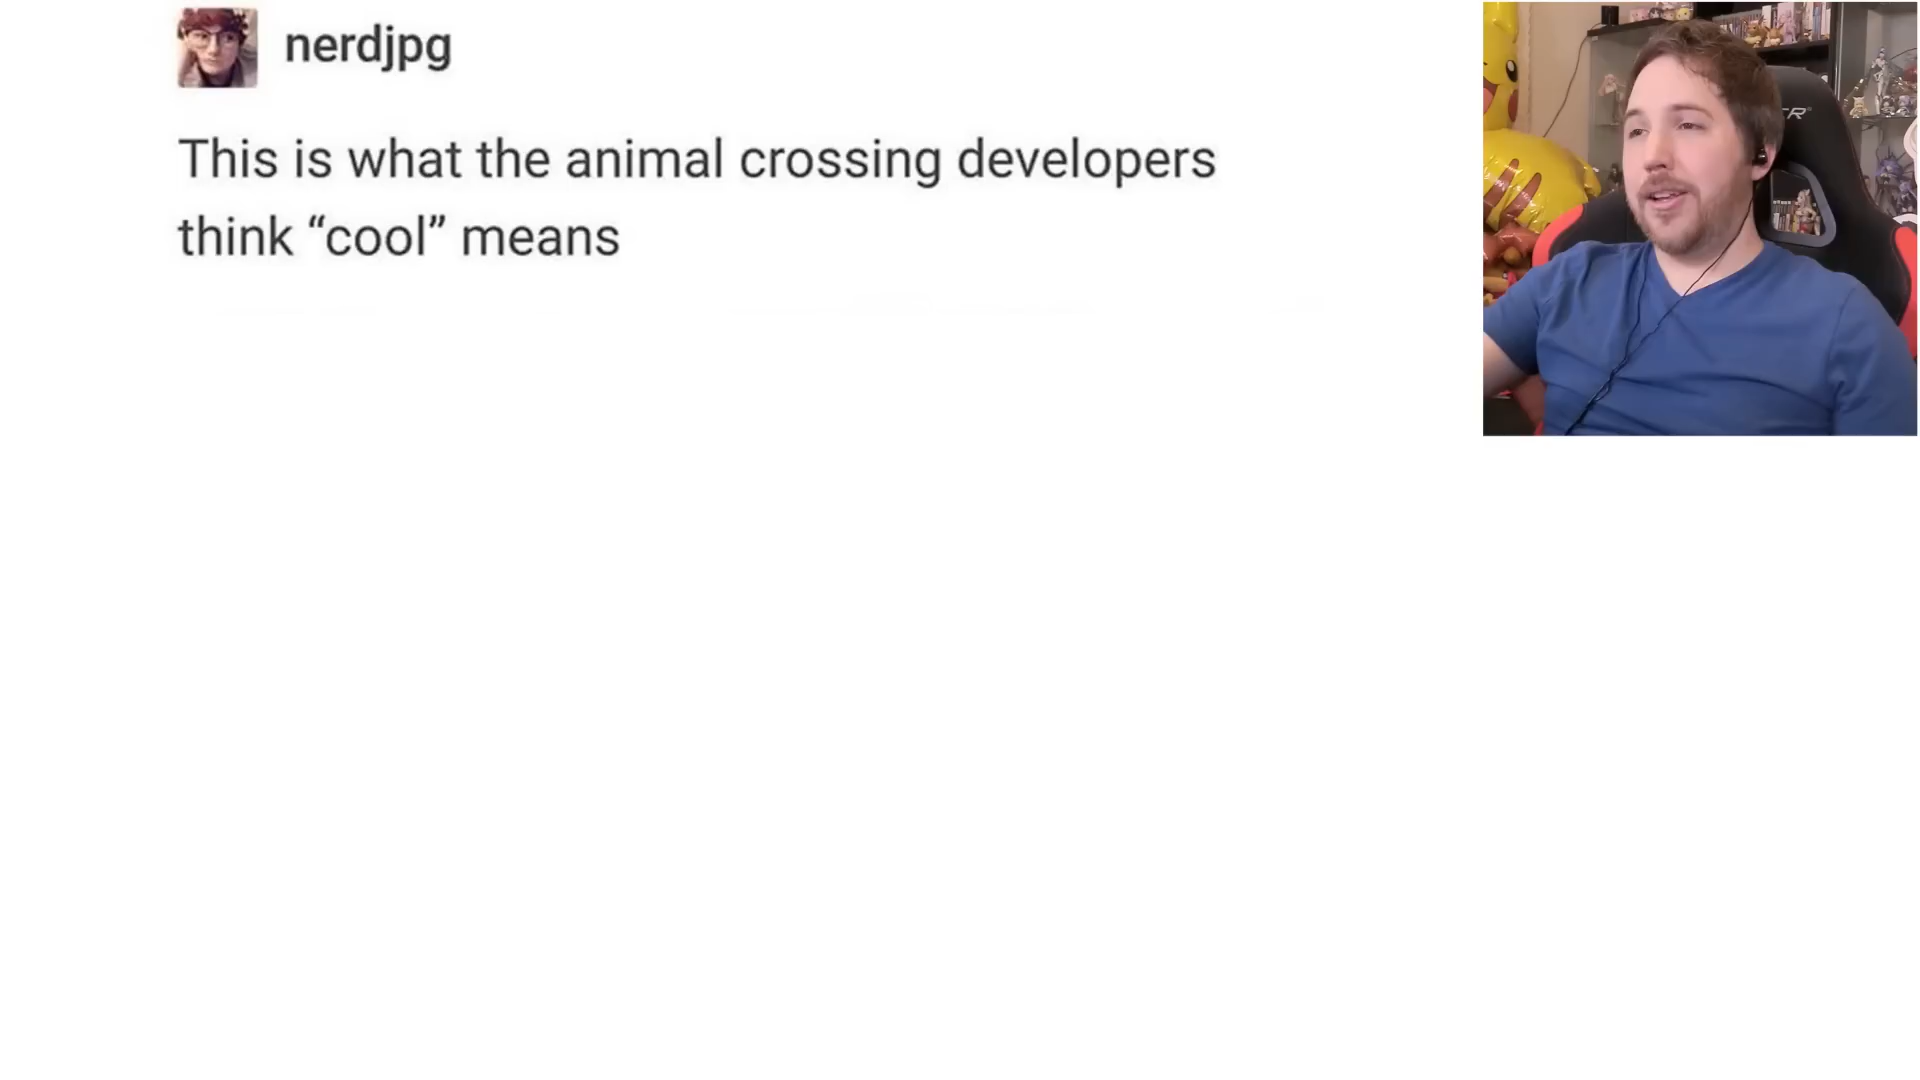 nerdjpg
This is what the animal crossing developers
think “cool” means